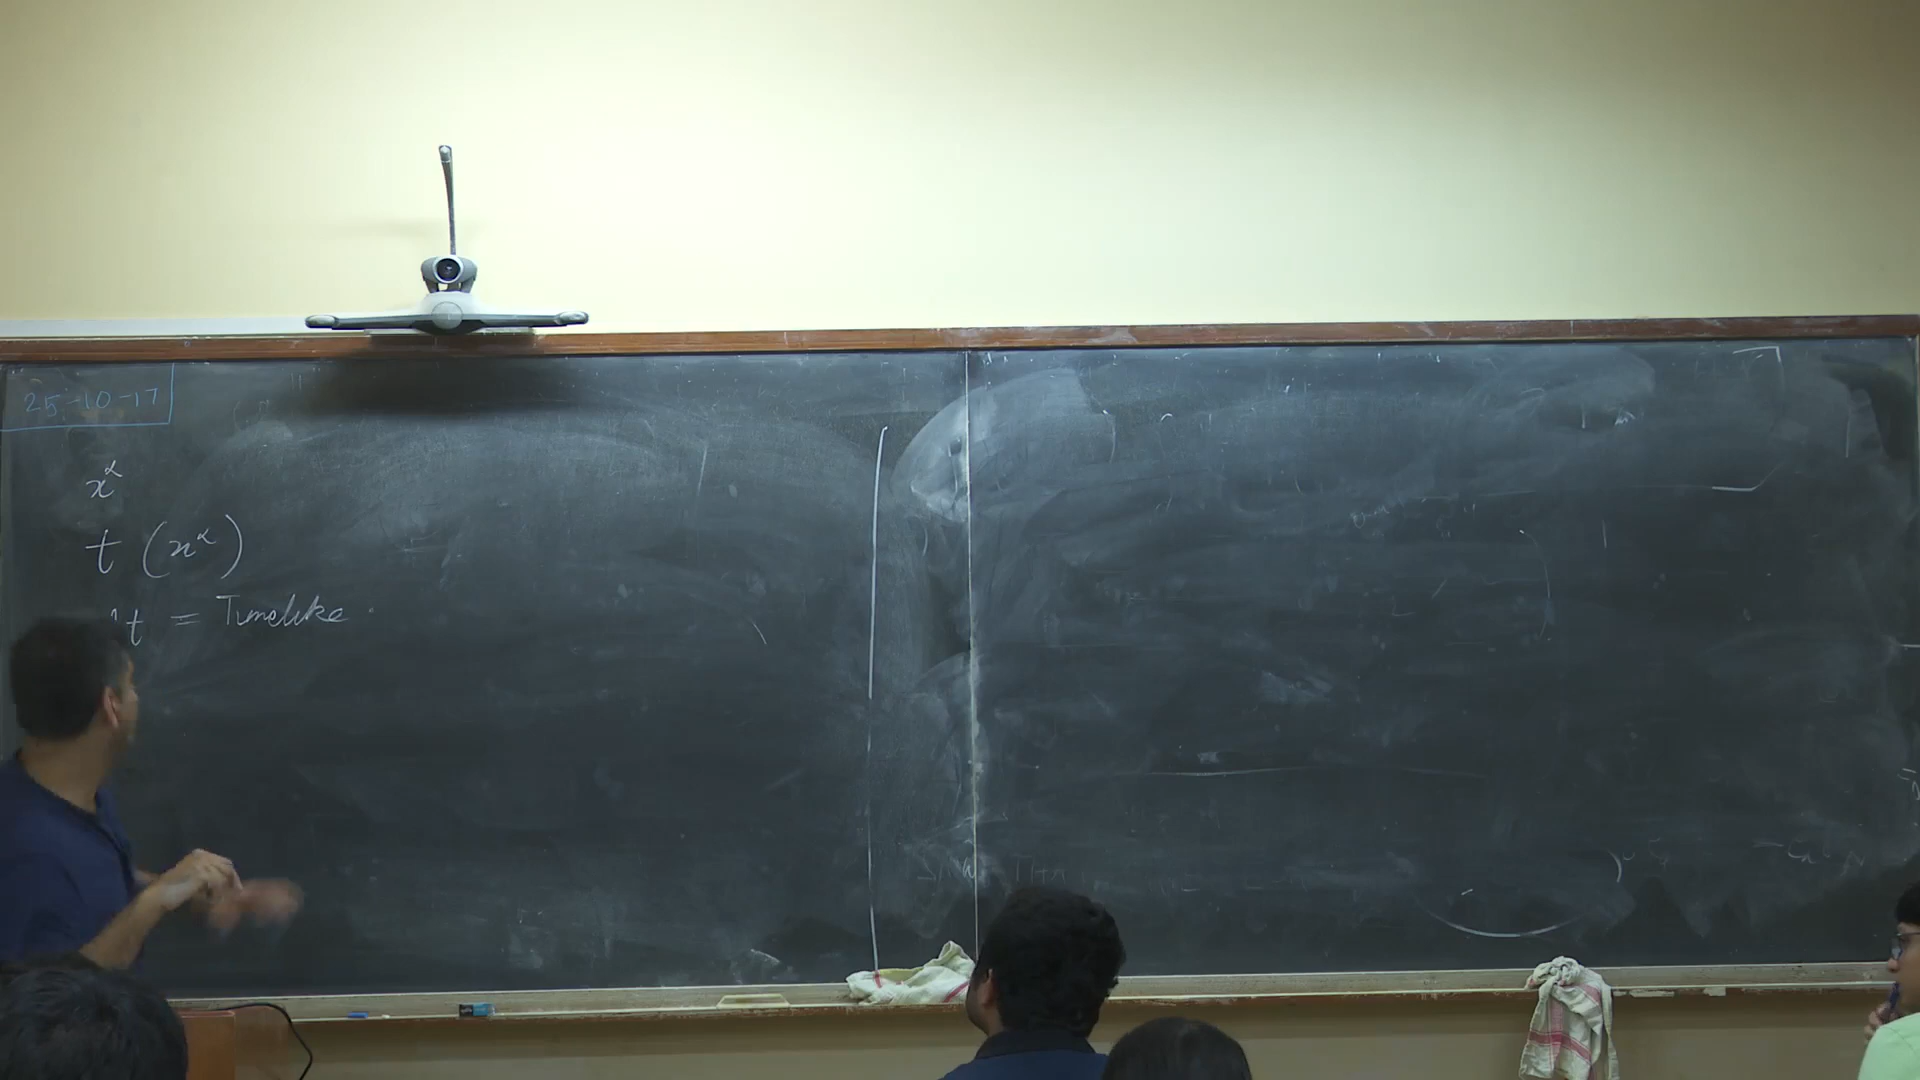 25-10-17
x^α
t (x^α)
t = Timelike